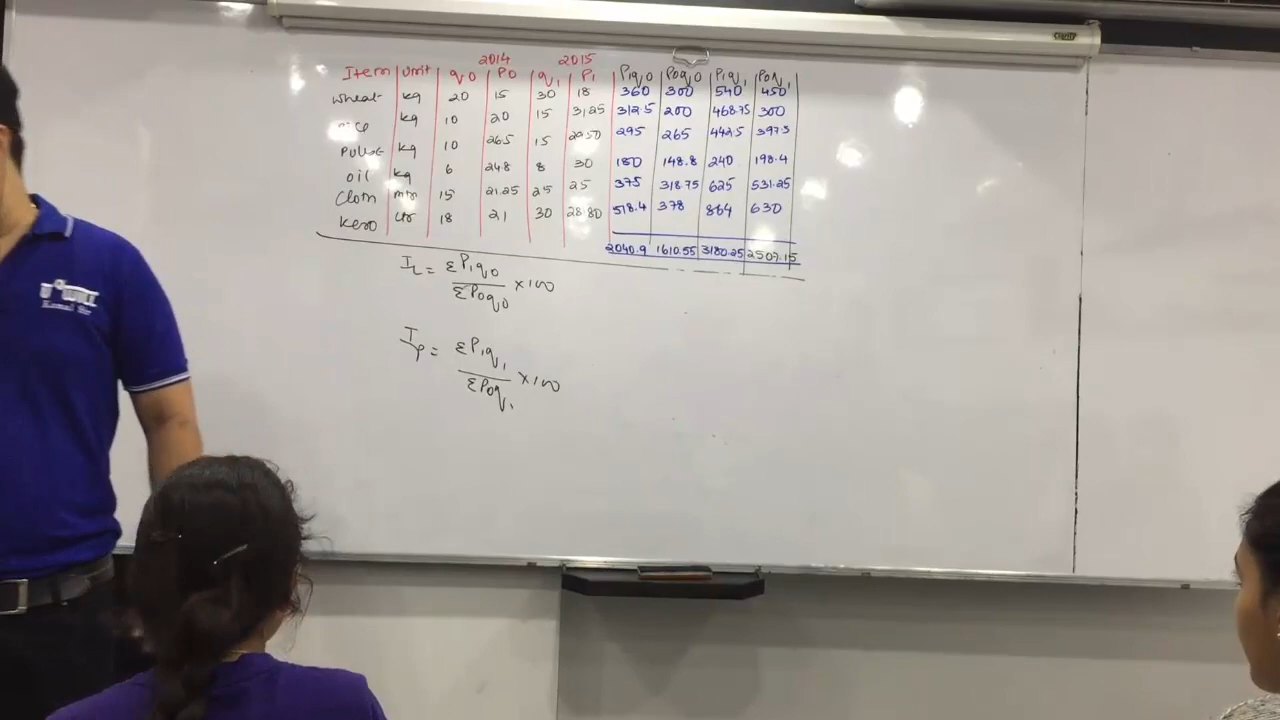 2014 2015
Item Unit q0 P0 q1 P1 P1q0 P0q0 P1q1 P0q1
Wheat kg 20 15 30 18 360 300 540 450
kg 10 20 15 31.25 312.5 200 468.75 300
Pulse kg 10 26.5 15 29.50 295 265 442.5 397.5
oil kg 6 24.8 8 30 180 148.8 240 198.4
Cloth mtr 15 21.25 25 25 375 318.75 625 531.25
Kero Ltr 18 21 30 28.80 518.4 378 864 630
2040.9 1610.55 3180.25 2507.15
IL = ΣP1q0 / ΣP0q0 × 100
Ip = ΣP1q1 / ΣP0q1 × 100
Kamal Sir